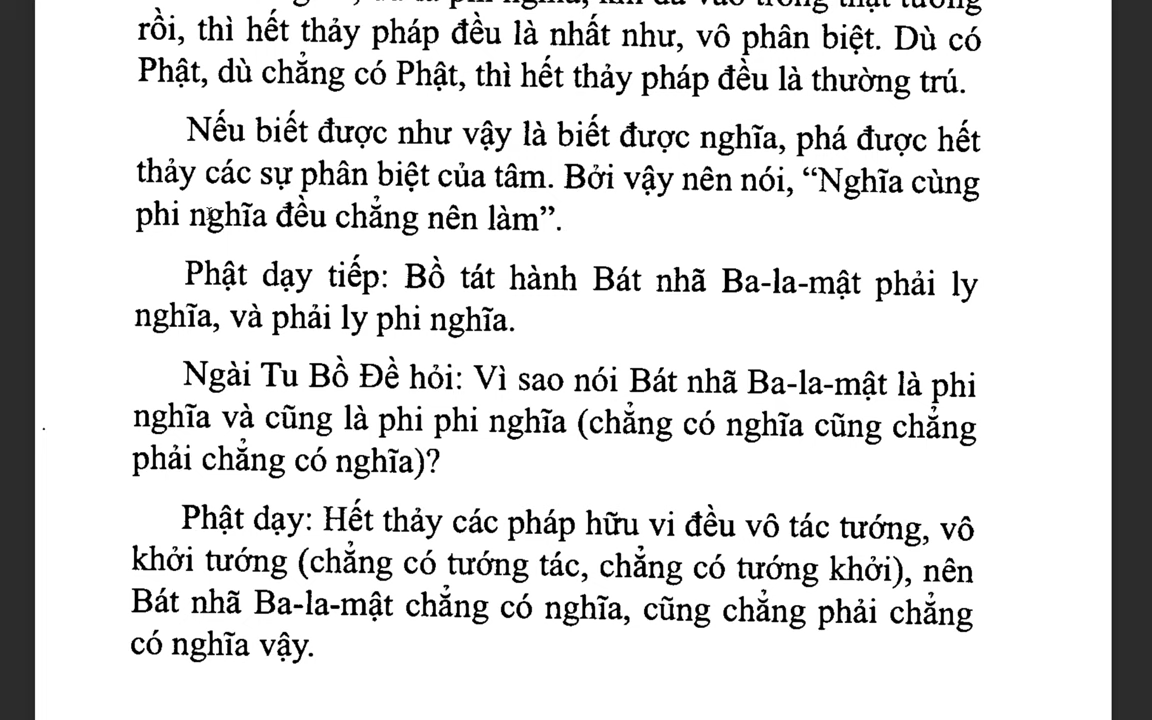 rồi, thì hết thảy pháp đều là nhất như, vô phân biệt. Dù có
Phật, dù chẳng có Phật, thì hết thảy pháp đều là thường trú.
Nếu biết được như vậy là biết được nghĩa, phá được hết
thảy các sự phân biệt của tâm. Bởi vậy nên nói, “Nghĩa cùng
phi nghĩa đều chẳng nên làm”.
Phật dạy tiếp: Bồ tát hành Bát nhã Ba-la-mật phải ly
nghĩa, và phải ly phi nghĩa.
Ngài Tu Bồ Đề hỏi: Vì sao nói Bát nhã Ba-la-mật là phi
nghĩa và cũng là phi phi nghĩa (chẳng có nghĩa cũng chẳng
phải chẳng có nghĩa)?
Phật dạy: Hết thảy các pháp hữu vi đều vô tác tướng, vô
khởi tướng (chẳng có tướng tác, chẳng có tướng khởi), nên
Bát nhã Ba-la-mật chẳng có nghĩa, cũng chẳng phải chẳng
có nghĩa vậy.